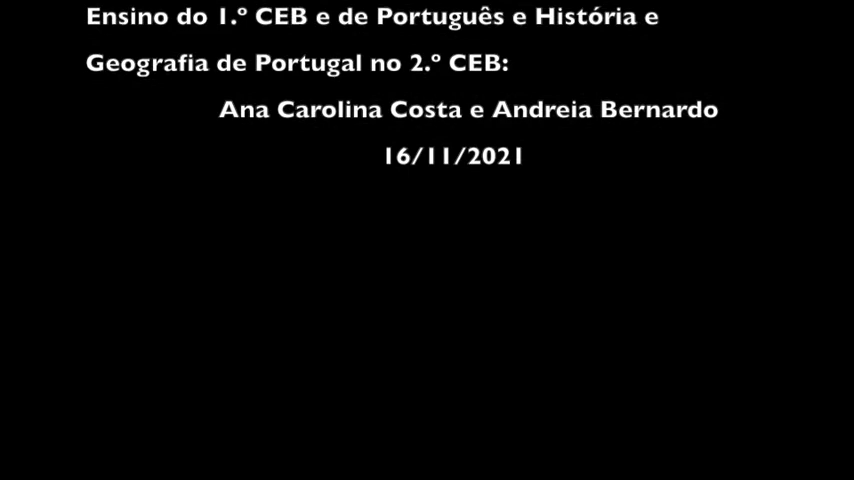 Ensino do 1.º CEB e de Português e História e
Geografia de Portugal no 2.º CEB:
Ana Carolina Costa e Andreia Bernardo
16/11/2021